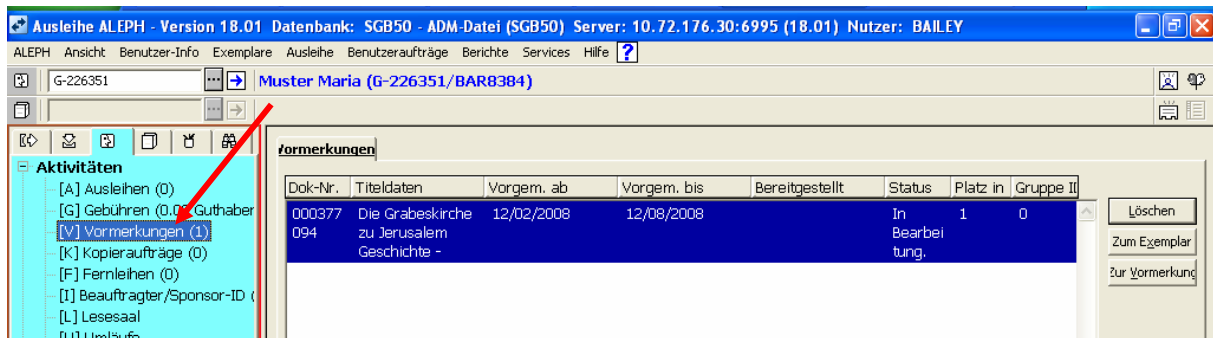 Ausleihe ALEPH - Version 18.01 Datenbank: SGB50 - ADM-Datei (SGB50) Server: 10.72.176.30:6995 (18.01) Nutzer: BAILEY
ALEPH Ansicht Benutzer-Info Exemplare Ausleihe Benutzeraufträge Berichte Services Hilfe ?
G-226351 ... Muster Maria (G-226351/BAR8384)
...
Vormerkungen
Aktivitäten
[A] Ausleihen (0)
[G] Gebühren (0.00 Guthaben
[V] Vormerkungen (1)
[K] Kopieraufträge (0)
[F] Fernleihen (0)
[I] Beauftragter/Sponsor-ID (
[L] Lesesaal
[U] Umläufe
Dok-Nr. Titeldaten Vorgem. ab Vorgem. bis Bereitgestellt Status Platz in Gruppe II
000377 Die Grabeskirche 12/02/2008 12/08/2008 In 1 0
094 zu Jerusalem Bearbei
Geschichte - tung.
Löschen
Zum Exemplar
Zur Vormerkung